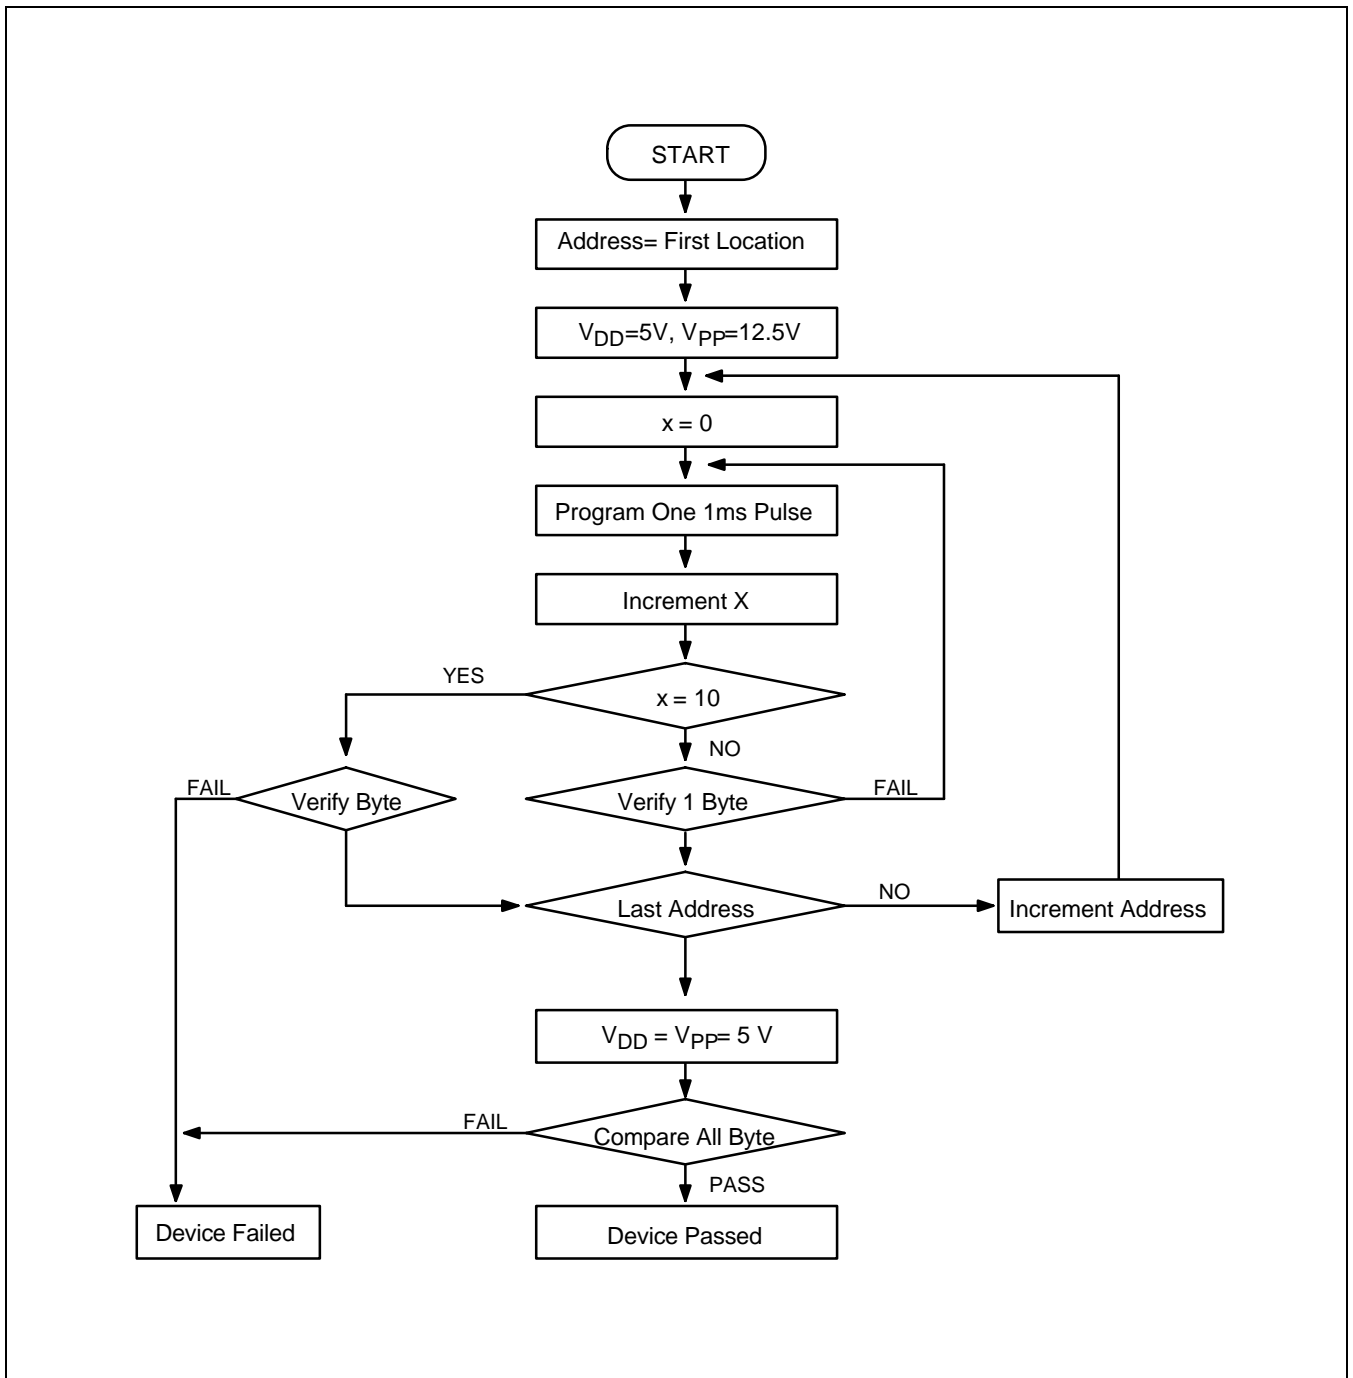 START
Address= First Location
VDD=5V, VPP=12.5V
x = 0
Program One 1ms Pulse
Increment X
YES
x = 10
NO
FAIL
Verify Byte
Verify 1 Byte
FAIL
Last Address
NO
Increment Address
VDD = VPP= 5 V
FAIL
Compare All Byte
PASS
Device Failed
Device Passed